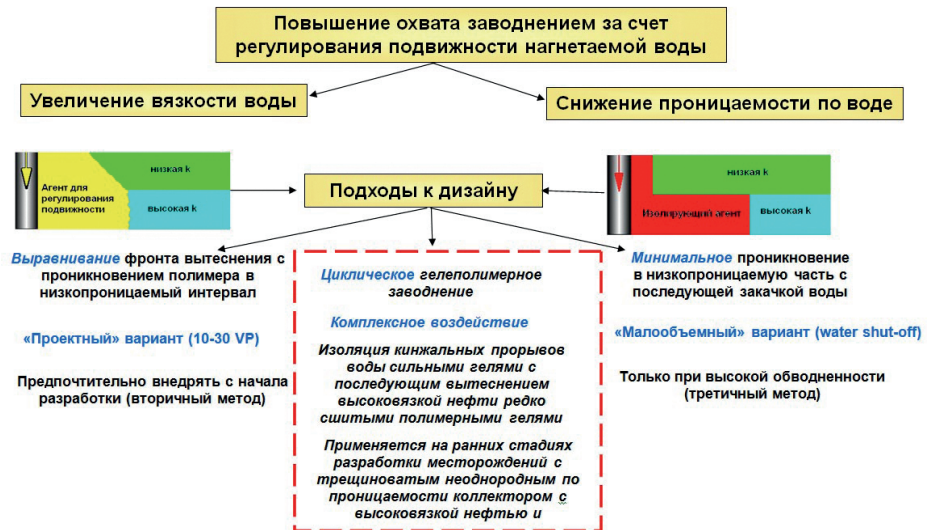 Повышение охвата заводнением за счет
регулирования подвижности нагнетаемой воды
Увеличение вязкости воды
Снижение проницаемости по воде
низкая k
Агент для
регулирования
подвижности
высокая k
Подходы к дизайну
низкая k
Изолирующий агент
высокая k
Выравнивание фронта вытеснения с
проникновением полимера в
низкопроницаемый интервал
«Проектный» вариант (10-30 VP)
Предпочтительно внедрять с начала
разработки (вторичный метод)
Циклическое гелеполимерное
заводнение
Комплексное воздействие
Изоляция кинжальных прорывов
воды сильными гелями с
последующим вытеснением
высоковязкой нефти редко
сшитыми полимерными гелями
Применяется на ранних стадиях
разработки месторождений с
трещиноватым неоднородным по
проницаемости коллектором с
высоковязкой нефтью и
Минимальное проникновение
в низкопроницаемую часть с
последующей закачкой воды
«Малообъемный» вариант (water shut-off)
Только при высокой обводненности
(третичный метод)